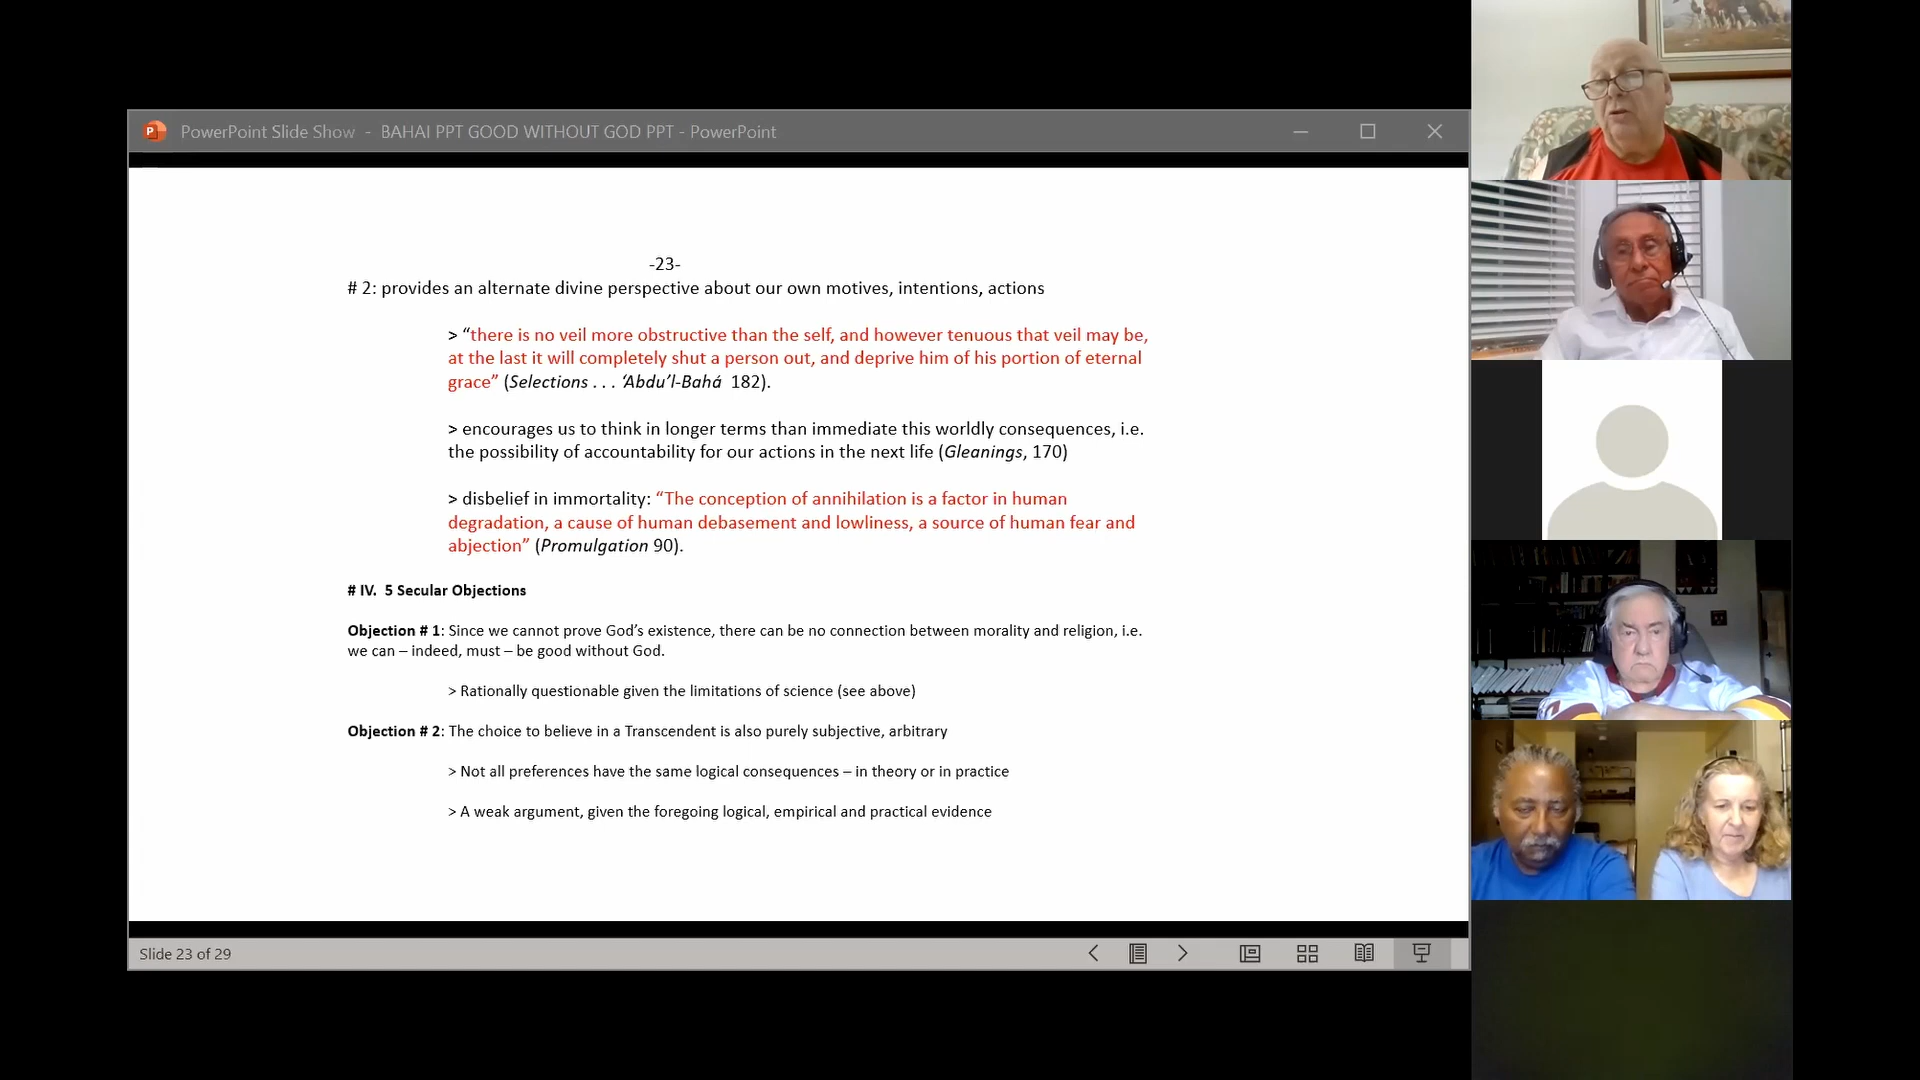 PowerPoint Slide Show - BAHAI PPT GOOD WITHOUT GOD PPT - PowerPoint
-23-
# 2: provides an alternate divine perspective about our own motives, intentions, actions
> “there is no veil more obstructive than the self, and however tenuous that veil may be,
at the last it will completely shut a person out, and deprive him of his portion of eternal
grace” (Selections . . . ‘Abdu’l-Bahá 182).
> encourages us to think in longer terms than immediate this worldly consequences, i.e.
the possibility of accountability for our actions in the next life (Gleanings, 170)
> disbelief in immortality: “The conception of annihilation is a factor in human
degradation, a cause of human debasement and lowliness, a source of human fear and
abjection” (Promulgation 90).
# IV. 5 Secular Objections
Objection # 1: Since we cannot prove God’s existence, there can be no connection between morality and religion, i.e.
we can – indeed, must – be good without God.
> Rationally questionable given the limitations of science (see above)
Objection # 2: The choice to believe in a Transcendent is also purely subjective, arbitrary
> Not all preferences have the same logical consequences – in theory or in practice
> A weak argument, given the foregoing logical, empirical and practical evidence
Slide 23 of 29